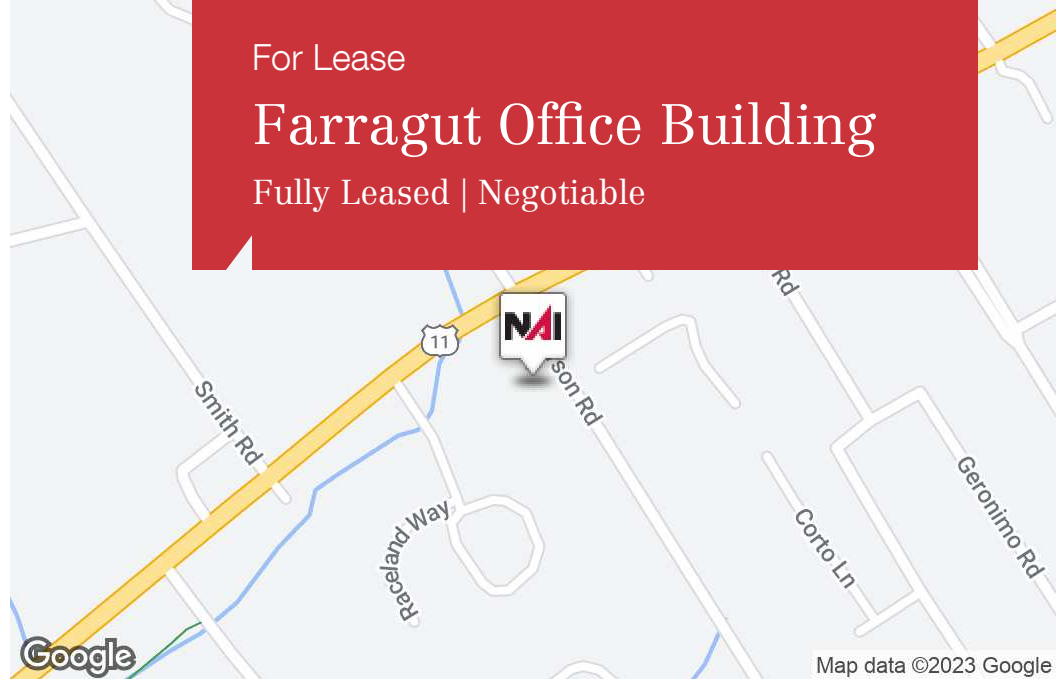 For Lease
Farragut Office Building
Fully Leased | Negotiable
Rd
11
NAI
son Rd
Smith Rd
Geronimo Rd
Raceland Way
Corto Ln
Google
Map data ©2023 Google